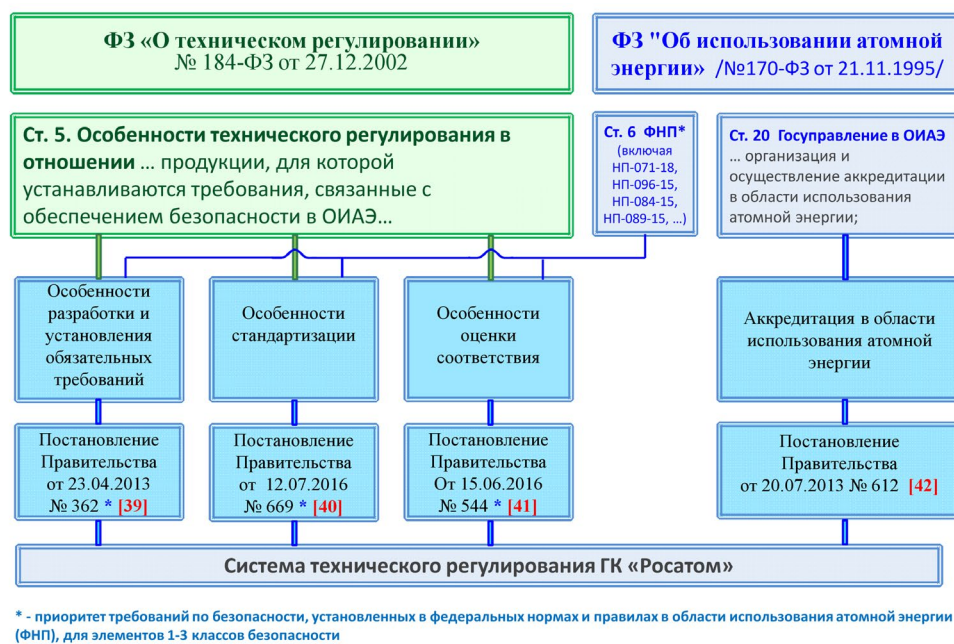 ФЗ «О техническом регулировании»
№ 184-ФЗ от 27.12.2002
ФЗ "Об использовании атомной
энергии» /№170-ФЗ от 21.11.1995/
Ст. 5. Особенности технического регулирования в
отношении ... продукции, для которой
устанавливаются требования, связанные с
обеспечением безопасности в ОИАЭ...
Ст. 6 ФНП*
(включая
НП-071-18,
НП-096-15,
НП-084-15,
НП-089-15, ...)
Ст. 20 Госуправление в ОИАЭ
... организация и
осуществление аккредитации
в области использования
атомной энергии;
Особенности
разработки и
установления
обязательных
требований
Особенности
стандартизации
Особенности
оценки
соответствия
Аккредитация в области
использования атомной
энергии
Постановление
Правительства
от 23.04.2013
№ 362 * [39]
Постановление
Правительства
от 12.07.2016
№ 669 * [40]
Постановление
Правительства
От 15.06.2016
№ 544 * [41]
Постановление
Правительства
от 20.07.2013 № 612 [42]
Система технического регулирования ГК «Росатом»
* - приоритет требований по безопасности, установленных в федеральных нормах и правилах в области использования атомной энергии
(ФНП), для элементов 1-3 классов безопасности